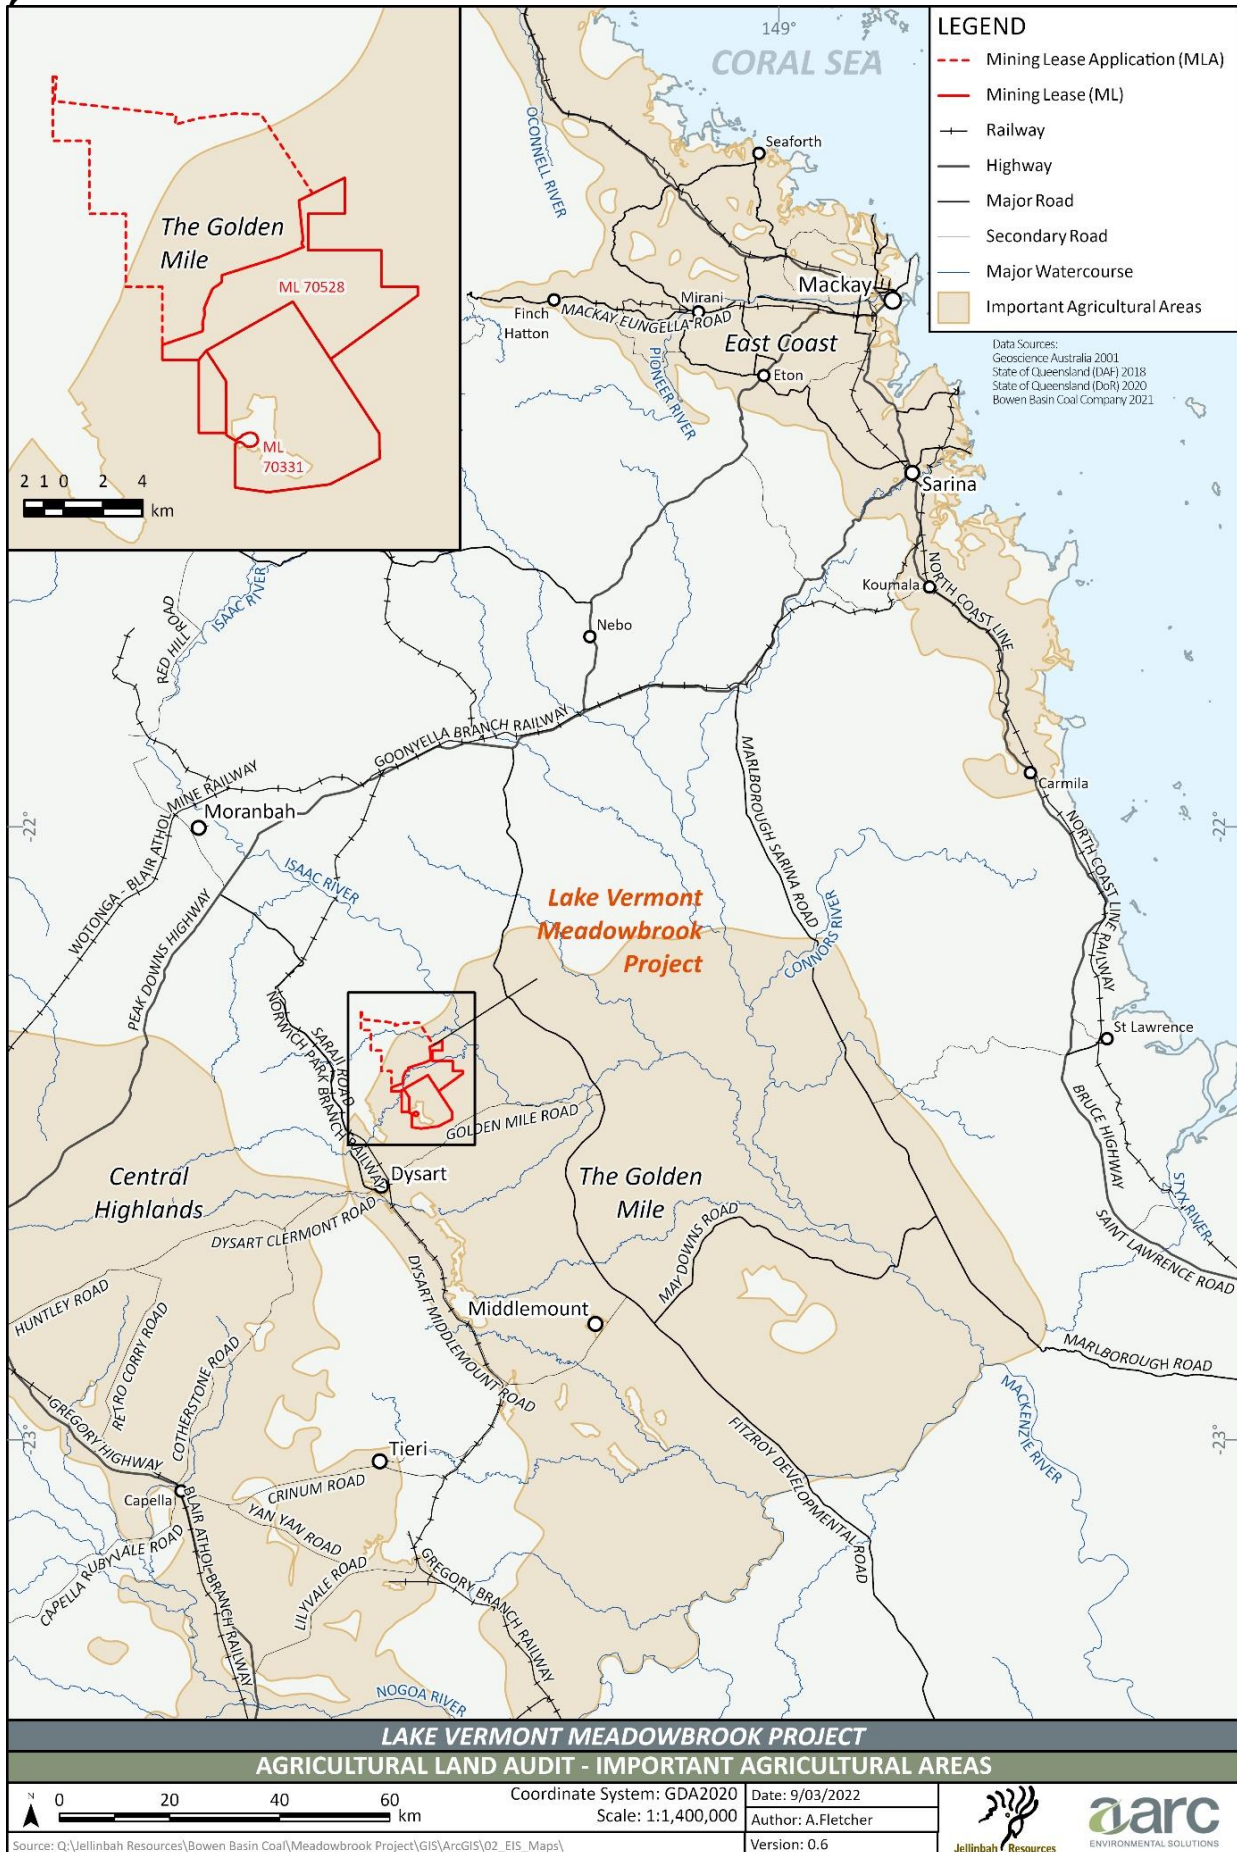 149°
CORAL SEA
LEGEND
Mining Lease Application (MLA)
Mining Lease (ML)
Railway
Highway
Major Road
Secondary Road
Major Watercourse
Important Agricultural Areas
Data Sources:
Geoscience Australia 2001
State of Queensland (DAF) 2018
State of Queensland (DoR) 2020
Bowen Basin Coal Company 2021
The Golden
Mile
ML 70528
ML
70331
2 1 0 2 4
km
OCONNELL RIVER
Seaforth
Mackay
Finch
Hatton
Mirani
MACKAY EUNGELLA ROAD
East Coast
PIONEER RIVER
Eton
Sarina
Koumala
NORTH COAST LINE
RED HILL ROAD
ISAAC RIVER
Nebo
GOONYELLA BRANCH RAILWAY
Carmila
WOTONGA - BLAIR ATHOL MINE RAILWAY
Moranbah
-22°
-22°
ISAAC RIVER
PEAK DOWNS HIGHWAY
MARLBOROUGH SARINA ROAD
NORTH COAST LINE RAILWAY
Lake Vermont
Meadowbrook
Project
CONNORS RIVER
St Lawrence
SARAJI ROAD
NORWICH PARK BRANCH RAILWAY
GOLDEN MILE ROAD
BRUCE HIGHWAY
Central
Highlands
Dysart
The Golden
Mile
STYX RIVER
DYSART CLERMONT ROAD
MAY DOWNS ROAD
SAINT LAWRENCE ROAD
HUNTLEY ROAD
RETRO CORRY ROAD
COTHERSTONE ROAD
DYSART MIDDLEMOUNT ROAD
Middlemount
MARLBOROUGH ROAD
GREGORY HIGHWAY
MACKENZIE RIVER
-23°
-23°
Tieri
FITZROY DEVELOPMENTAL ROAD
Capella
CRINUM ROAD
YAN YAN ROAD
CAPELLA RUBYVALE ROAD
BLAIR ATHOL BRANCH RAILWAY
LILYVALE ROAD
GREGORY BRANCH RAILWAY
NOGOA RIVER
LAKE VERMONT MEADOWBROOK PROJECT
AGRICULTURAL LAND AUDIT - IMPORTANT AGRICULTURAL AREAS
N
0 20 40 60
km
Coordinate System: GDA2020
Scale: 1:1,400,000
Date: 9/03/2022
Author: A.Fletcher
Version: 0.6
Source: Q:\Jellinbah Resources\Bowen Basin Coal\Meadowbrook Project\GIS\ArcGIS\02_EIS_Maps\
Jellinbah Resources
aarc
ENVIRONMENTAL SOLUTIONS